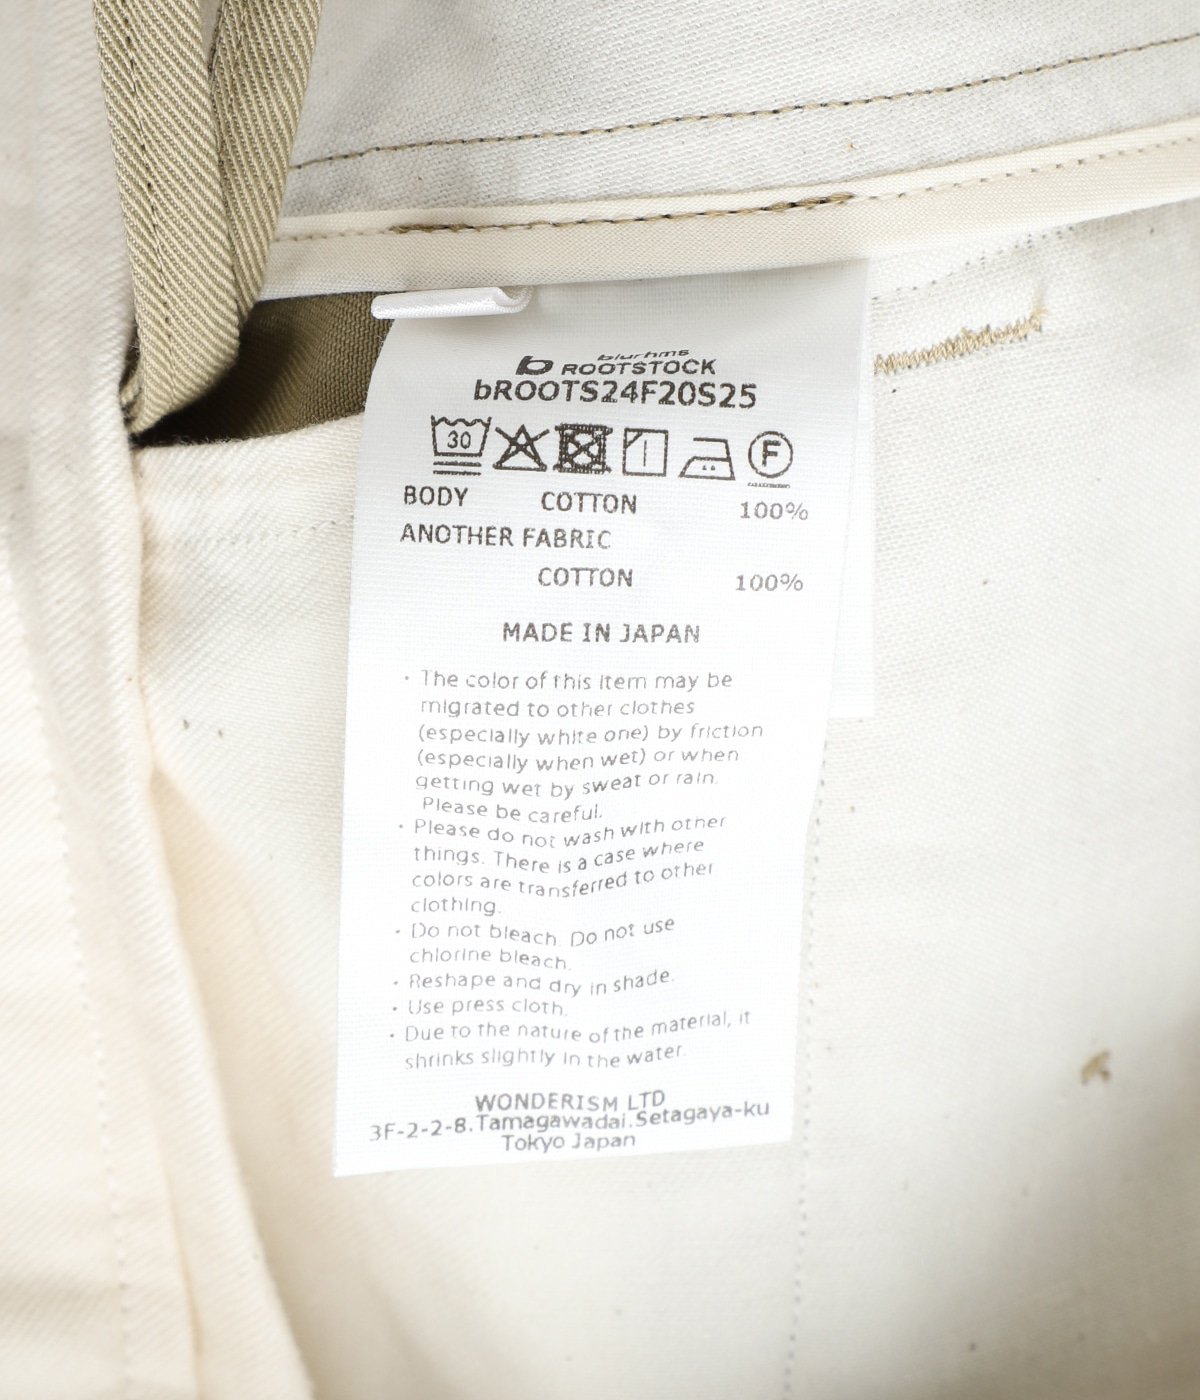 blurhms
b ROOTSTOCK
bROOTS24F20S25
30
F
BODY COTTON 100%
ANOTHER FABRIC
COTTON 100%
MADE IN JAPAN
・The color of this item may be
migrated to other clothes
(especially white one) by friction
(especially when wet) or when
getting wet by sweat or rain.
Please be careful.
・Please do not wash with other
things. There is a case where
colors are transferred to other
clothing.
・Do not bleach. Do not use
chlorine bleach.
・Reshape and dry in shade.
・Use press cloth.
・Due to the nature of the material, it
shrinks slightly in the water.
WONDERISM LTD
3F-2-2-8.Tamagawadai.Setagaya-ku
Tokyo Japan